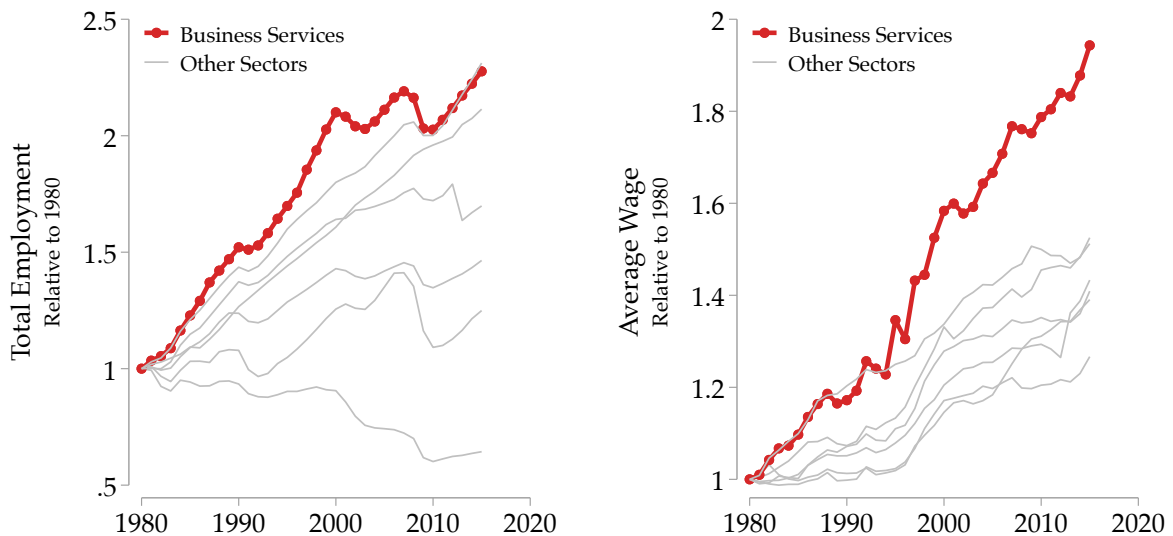 2.5
2
1.5
1
.5
Total Employment
Relative to 1980
Business Services
Other Sectors
1980 1990 2000 2010 2020
2
1.8
1.6
1.4
1.2
1
Average Wage
Relative to 1980
Business Services
Other Sectors
1980 1990 2000 2010 2020